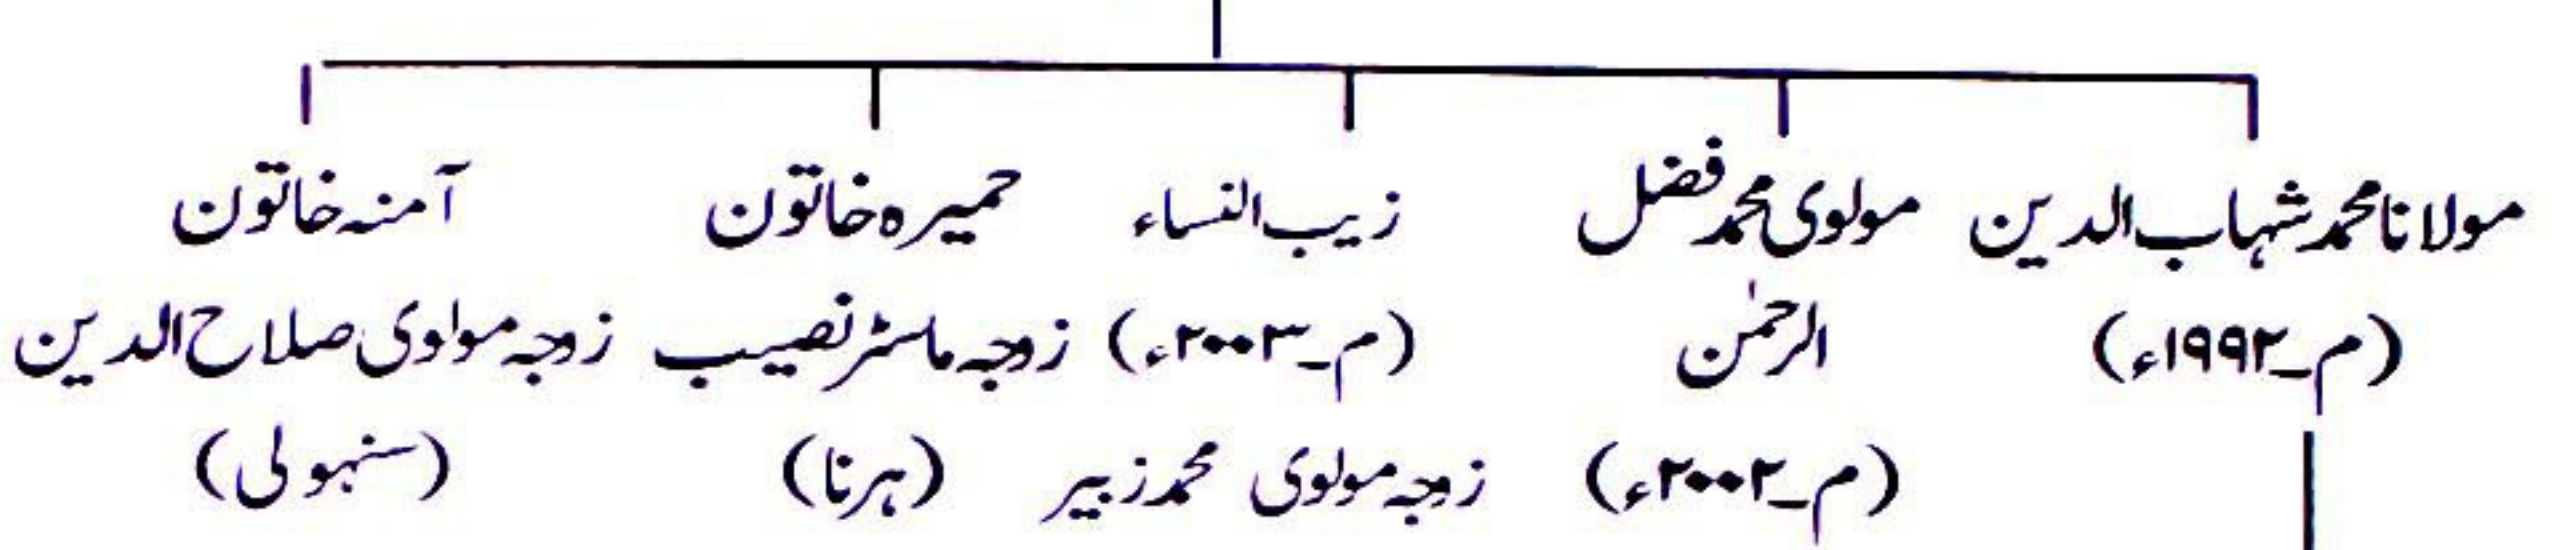 مولانا محمد شہاب الدین
(م۔۱۹۹۲ء)
مولوی محمد فضل
الرحمٰن
(م۔۲۰۰۲ء)
زیب النساء
(م۔۲۰۰۳ء)
زوجہ مولوی محمد زبیر
حمیرہ خاتون
زوجہ ماسٹر نصیب
(ہرنا)
آمنہ خاتون
زوجہ مولوی صلاح الدین
(سنہولی)